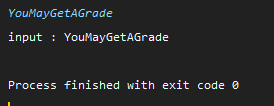 YouMayGetAGrade
input : YouMayGetAGrade
Process finished with exit code 0